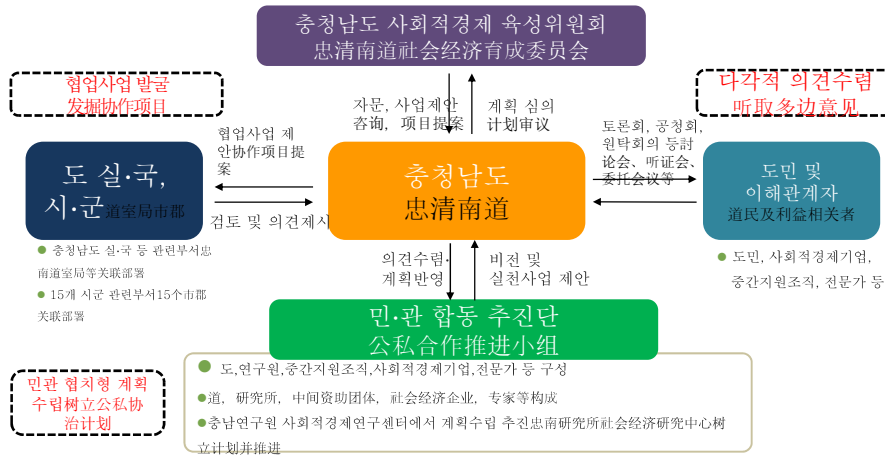 충청남도 사회적경제 육성위원회
忠清南道社会经济育成委员会
협업사업 발굴
发掘协作项目
다각적 의견수렴
听取多边意见
자문, 사업제안
咨询，项目提案
계획 심의
计划审议
협업사업 제
안协作项目提
案
토론회, 공청회,
원탁회의 등討
论会、听证会、
委托会议等
도 실·국,
시·군道室局市郡
충청남도
忠清南道
도민 및
이해관계자
道民及利益相关者
검토 및 의견제시
● 충청남도 실·국 등 관련부서忠
南道室局等关联部署
● 15개 시군 관련부서15个市郡
关联部署
의견수렴·
계획반영
비전 및
실천사업 제안
● 도민, 사회적경제기업,
중간지원조직, 전문가 등
민·관 합동 추진단
公私合作推进小组
● 도,연구원,중간지원조직,사회적경제기업,전문가 등 구성
●道, 研究所, 中间资助团体, 社会经济企业, 专家等构成
●충남연구원 사회적경제연구센터에서 계획수립 추진忠南研究所社会经济研究中心树
立计划并推进
민관 협치형 계획
수립树立公私协
治计划